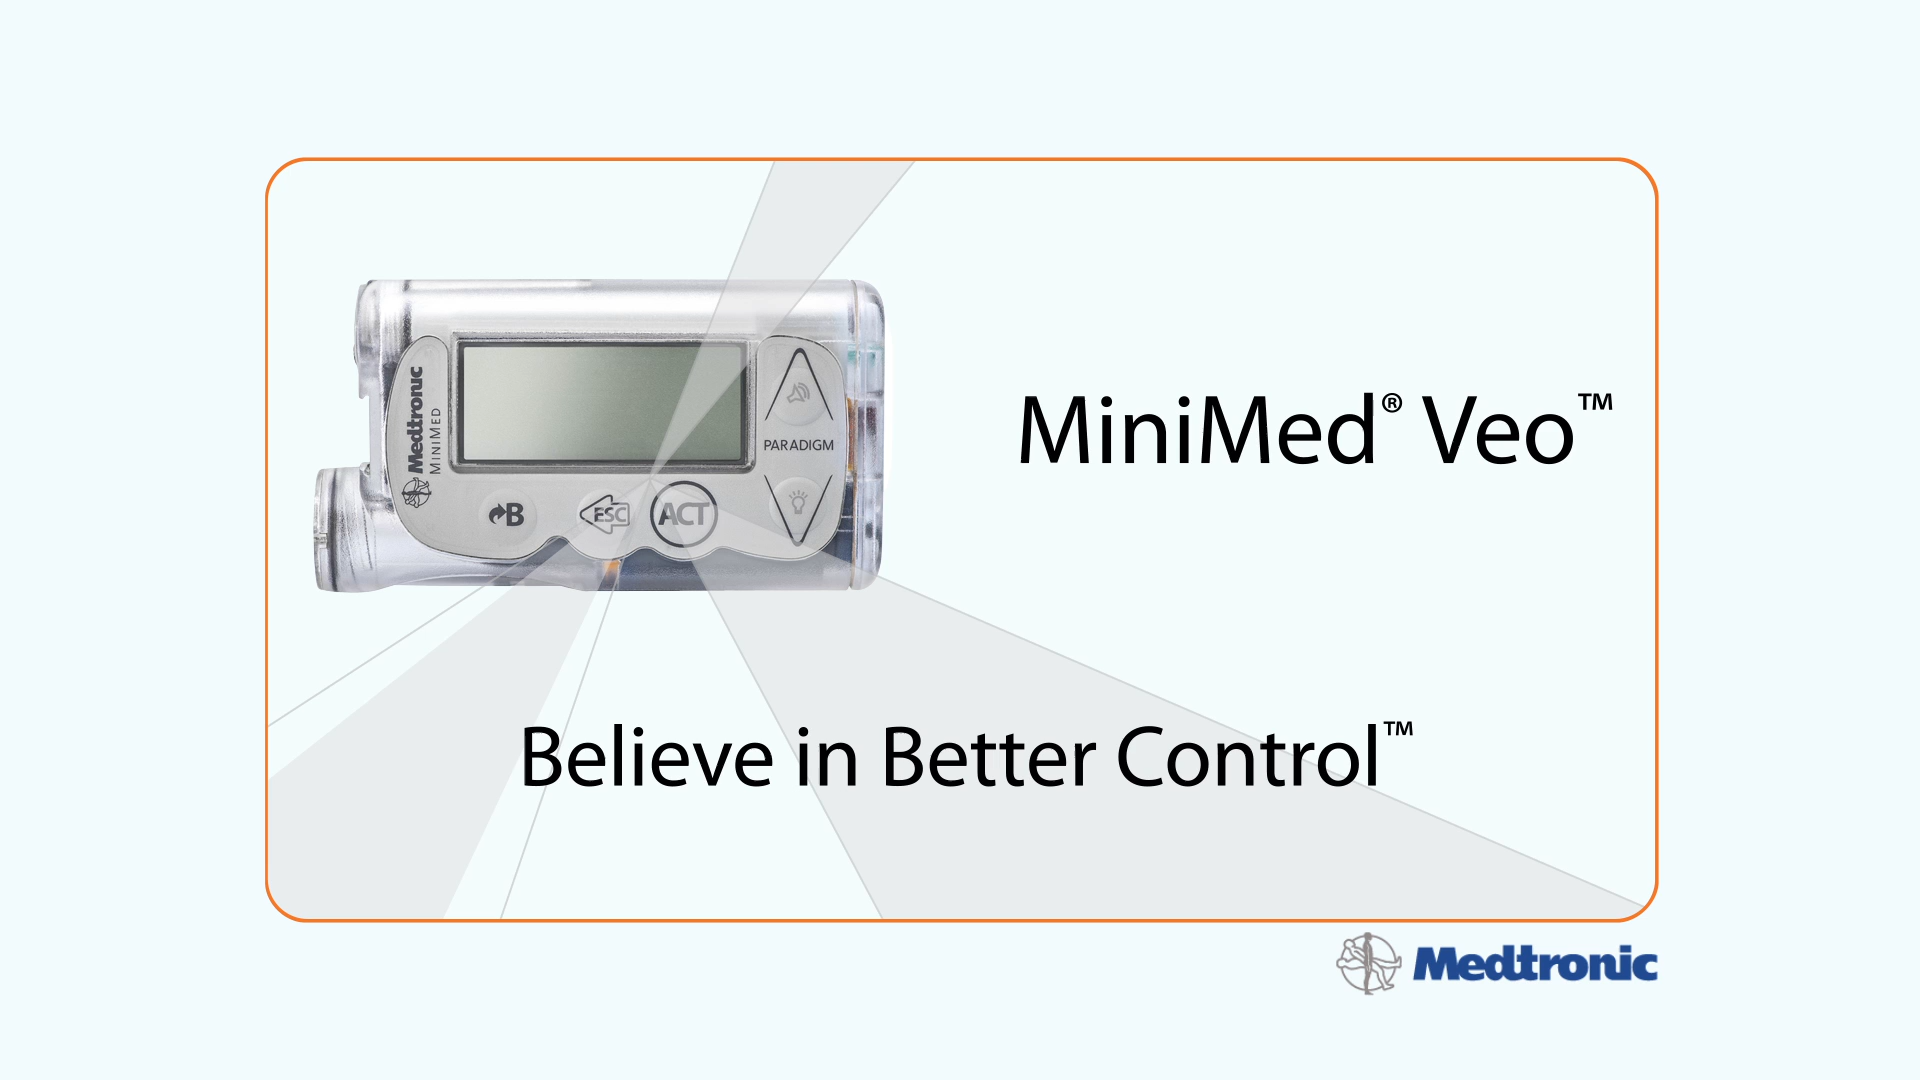 Medtronic
MINIMED
PARADIGM
B
ESC
ACT
MiniMed® Veo™
Believe in Better Control™
Medtronic